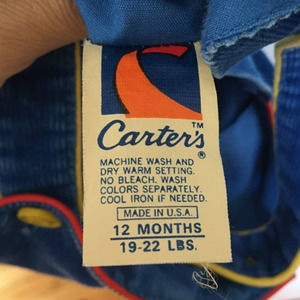 Carter's™
®
MACHINE WASH AND
DRY WARM SETTING.
NO BLEACH. WASH
COLORS SEPARATELY.
COOL IRON IF NEEDED.
MADE IN U.S.A.
12 MONTHS
19-22 LBS.